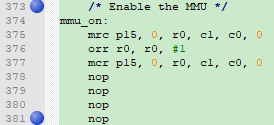 373 /* Enable the MMU */
374 mmu_on:
375 mrc p15, 0, r0, c1, c0, 0
376 orr r0, r0, #1
377 mcr p15, 0, r0, c1, c0, 0
378 nop
379 nop
380 nop
381 nop